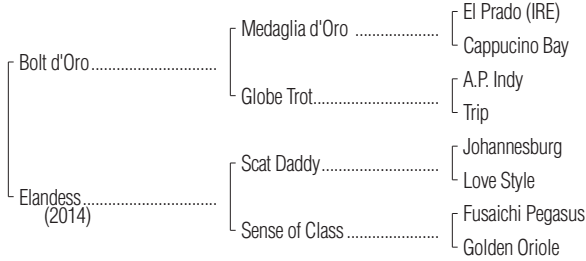 El Prado (IRE)
Medaglia d'Oro
Cappucino Bay
Bolt d'Oro
A.P. Indy
Globe Trot
Trip
Johannesburg
Scat Daddy
Love Style
Elandess
(2014)
Fusaichi Pegasus
Sense of Class
Golden Oriole